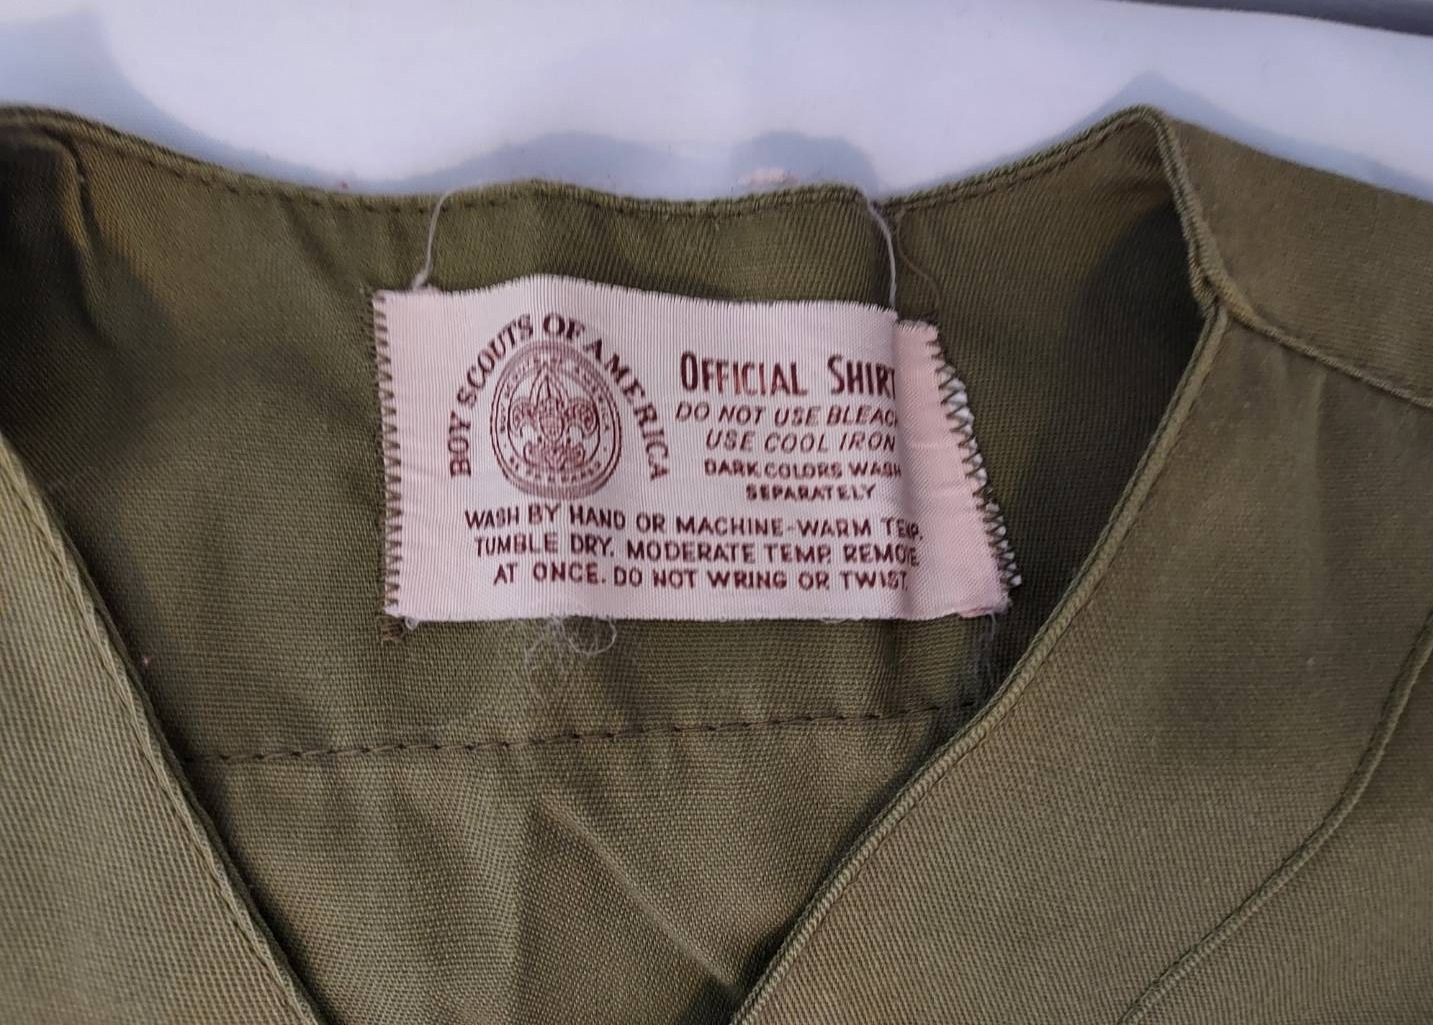 BOY SCOUTS OF AMERICA
OFFICIAL SHIRT
DO NOT USE BLEAC
USE COOL IRON
DARK COLORS WASH
SEPARATELY
WASH BY HAND OR MACHINE-WARM TEMP.
TUMBLE DRY. MODERATE TEMP. REMOVE
AT ONCE. DO NOT WRING OR TWIST.